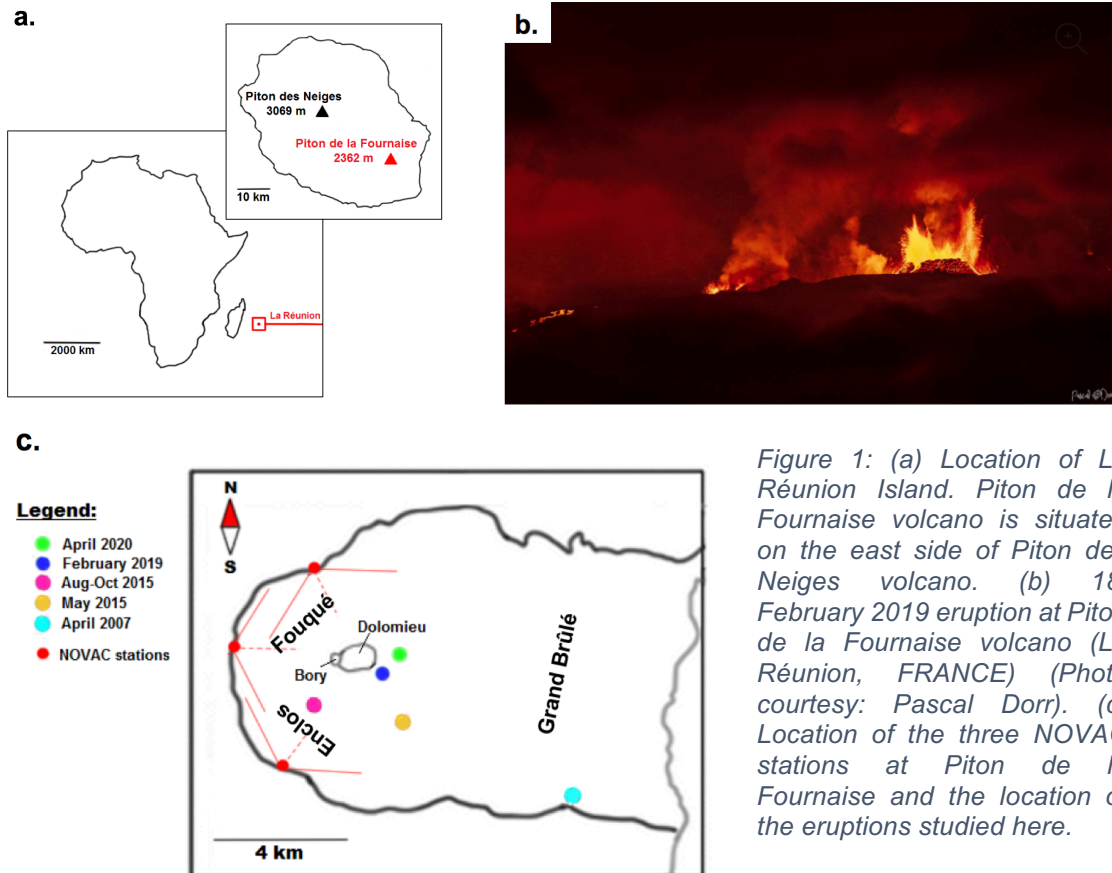 a.
Piton des Neiges
3069 m
Piton de la Fournaise
2362 m
10 km
La Réunion
2000 km
b.
c.
Legend:
April 2020
February 2019
Aug-Oct 2015
May 2015
April 2007
NOVAC stations
N
S
Fouqué
Dolomieu
Bory
Enclos
Grand Brûlé
4 km
Figure 1: (a) Location of L
Réunion Island. Piton de l
Fournaise volcano is situate
on the east side of Piton de
Neiges volcano. (b) 18
February 2019 eruption at Pito
de la Fournaise volcano (L
Réunion, FRANCE) (Phot
courtesy: Pascal Dorr). (c
Location of the three NOVAC
stations at Piton de l
Fournaise and the location o
the eruptions studied here.